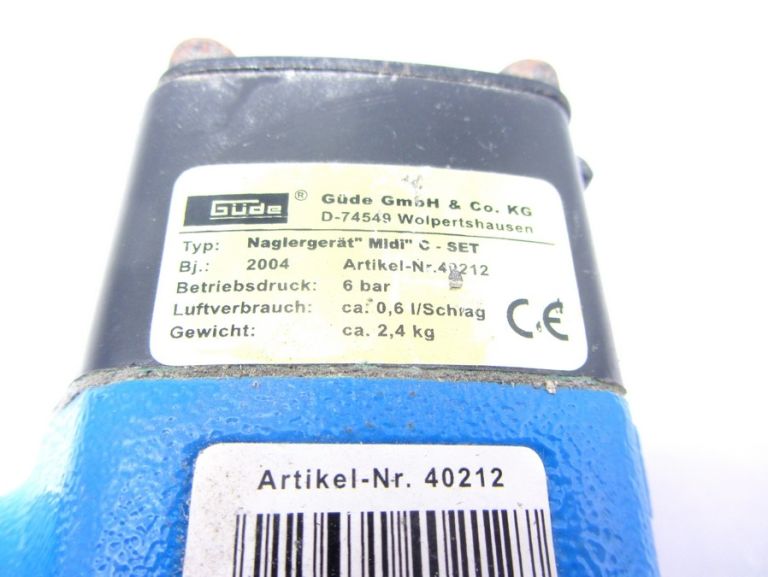 Güde ® Güde GmbH & Co. KG
D-74549 Wolpertshausen
Typ: Naglergerät" Midi" C - SET
Bj.: 2004 Artikel-Nr.40212
Betriebsdruck: 6 bar
Luftverbrauch: ca. 0,6 l/Schrag
Gewicht: ca. 2,4 kg
CE
Artikel-Nr. 40212